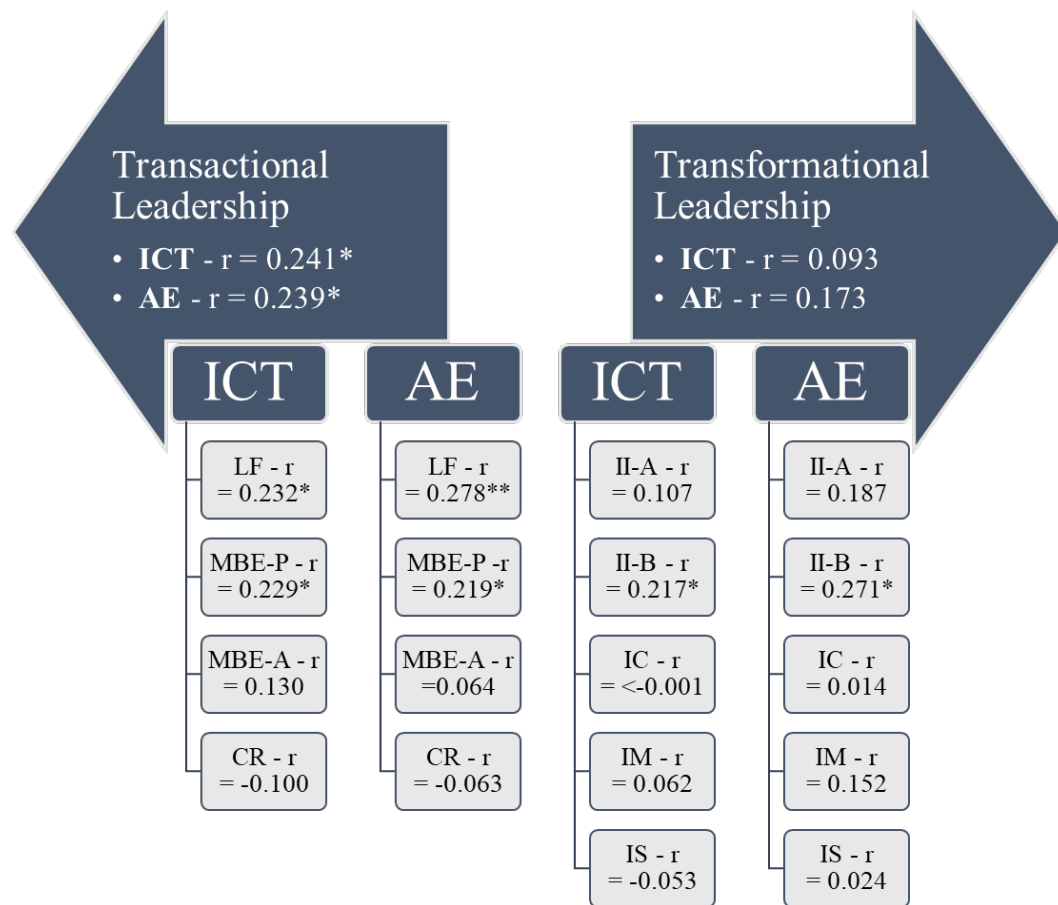 Transactional
Leadership
• ICT - r = 0.241*
• AE - r = 0.239*
Transformational
Leadership
• ICT - r = 0.093
• AE - r = 0.173
ICT
LF - r
= 0.232*
MBE-P - r
= 0.229*
MBE-A - r
= 0.130
CR - r
= -0.100
AE
LF - r
= 0.278**
MBE-P -r
= 0.219*
MBE-A - r
=0.064
CR - r
= -0.063
ICT
II-A - r
= 0.107
II-B - r
= 0.217*
IC - r
= <-0.001
IM - r
= 0.062
IS - r
= -0.053
AE
II-A - r
= 0.187
II-B - r
= 0.271*
IC - r
= 0.014
IM - r
= 0.152
IS - r
= 0.024